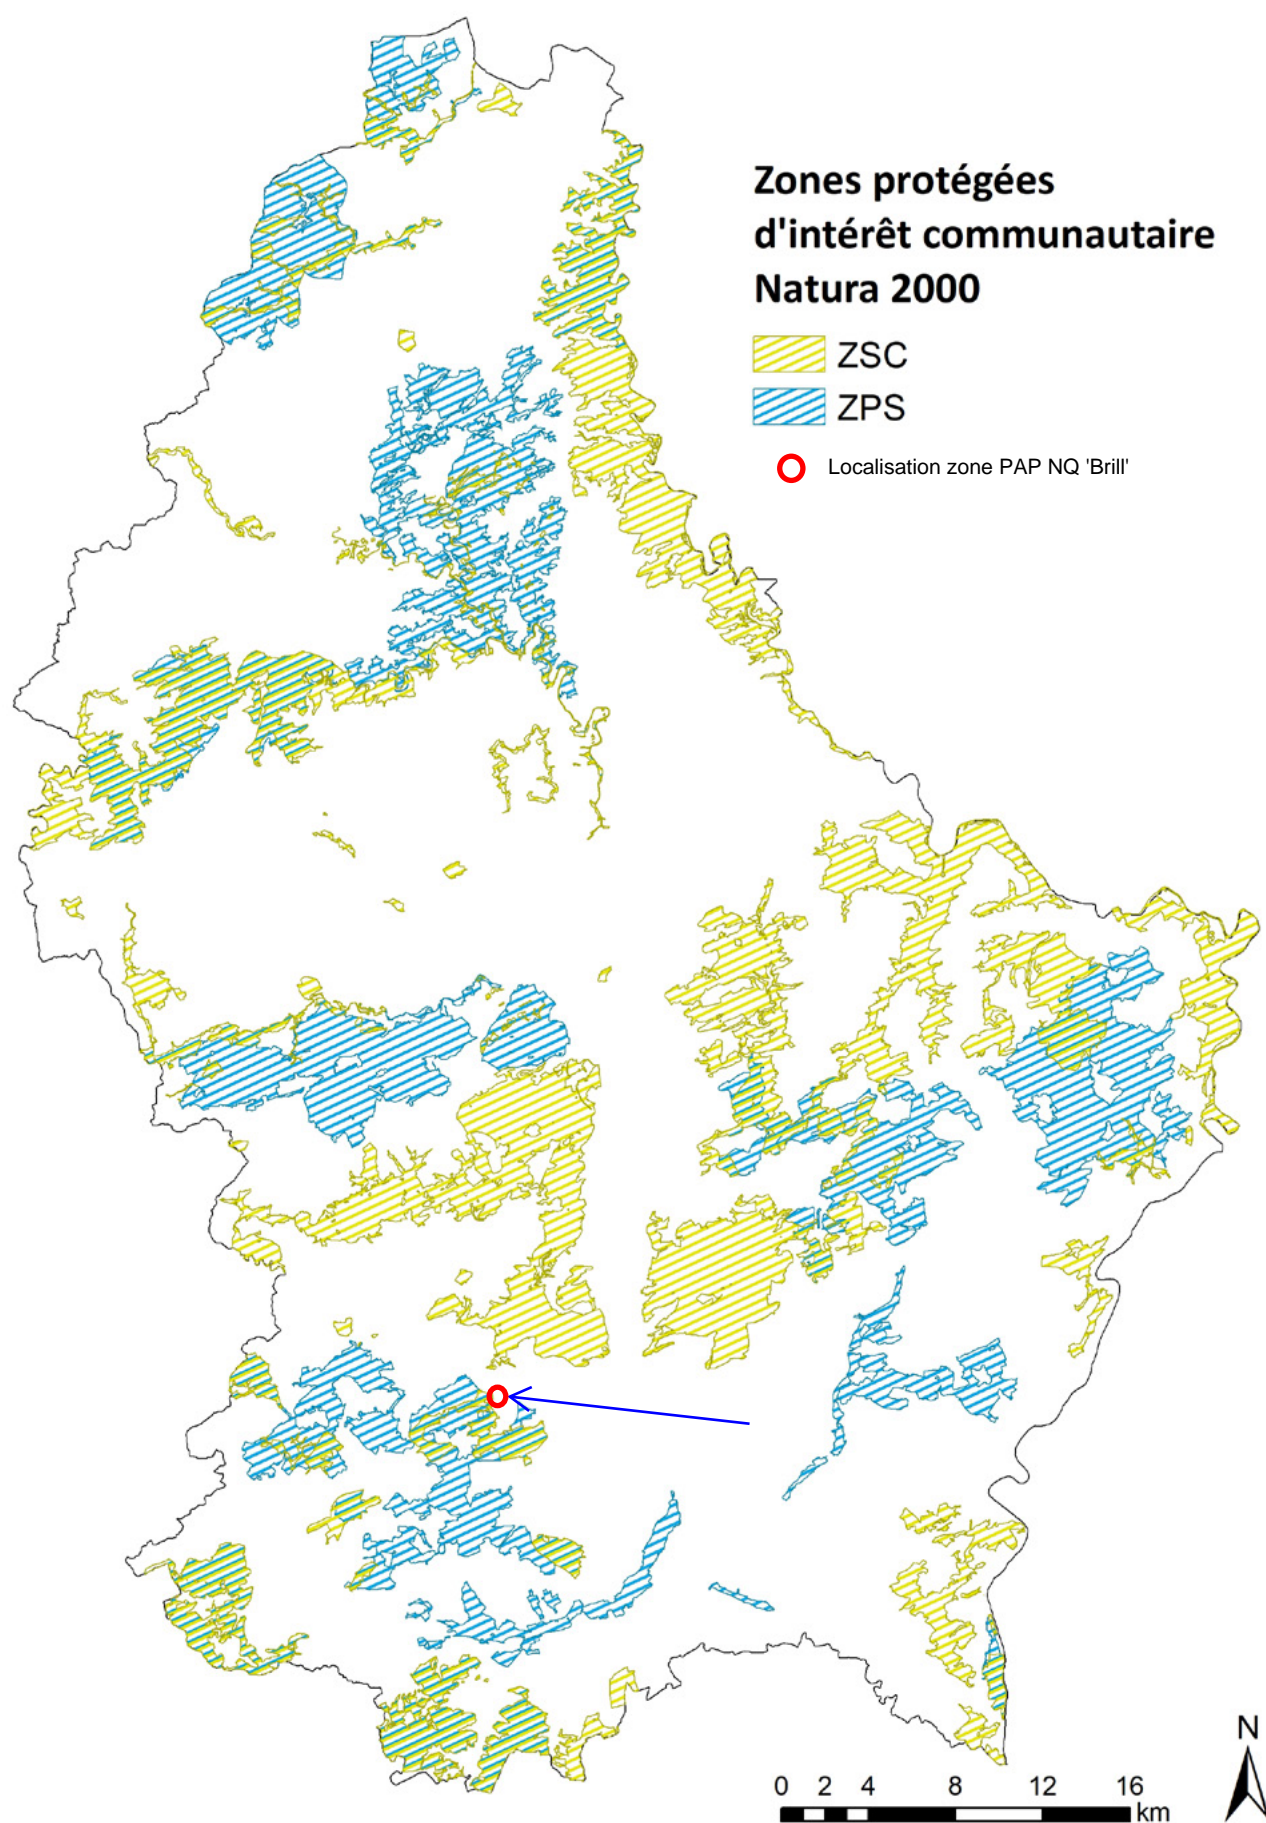 Zones protégées
d'intérêt communautaire
Natura 2000
ZSC
ZPS
Localisation zone PAP NQ 'Brill'
N
0 2 4 8 12 16
km